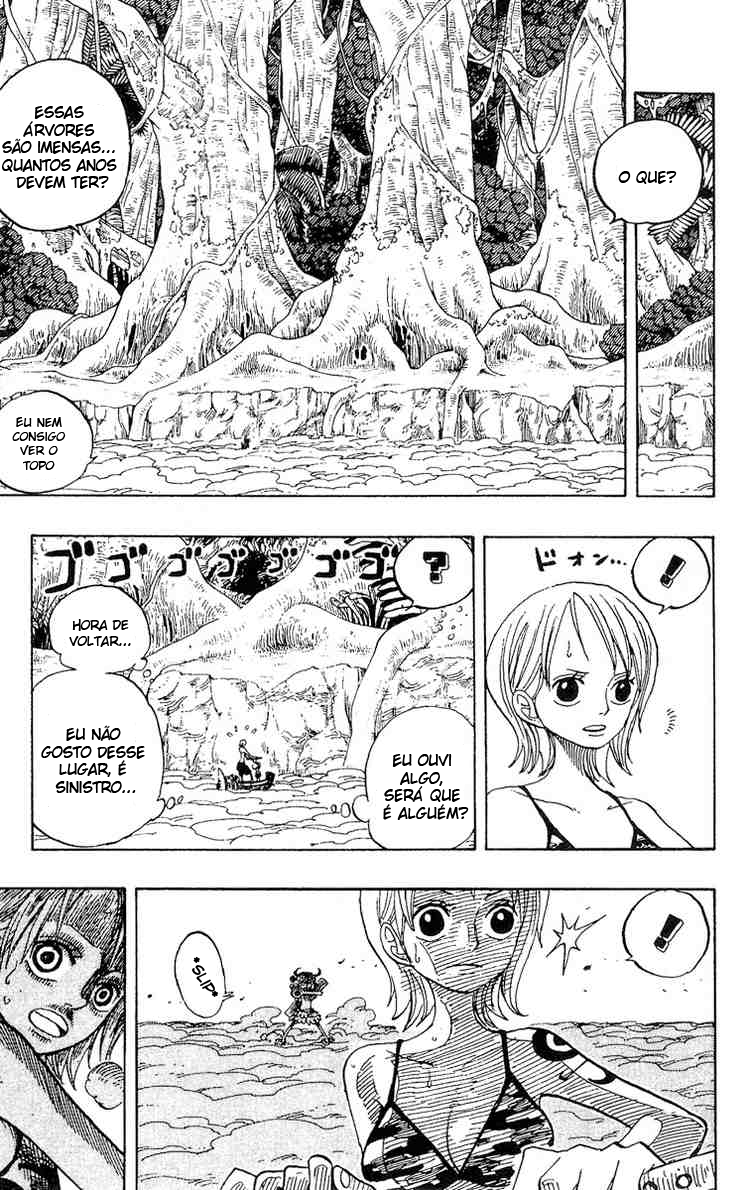 O QUE?
ESSAS
ÁRVORES
SÃO IMENSAS...
QUANTOS ANOS
DEVEM TER?
EU NEM
CONSIGO
VER O
TOPO
!
ドォン...
?
ゴゴゴゴゴゴゴ
EU OUVI
ALGO,
SERÁ QUE
É ALGUÉM?
HORA DE
VOLTAR...
EU NÃO
GOSTO DESSE
LUGAR, É
SINISTRO...
!
*SLIP*